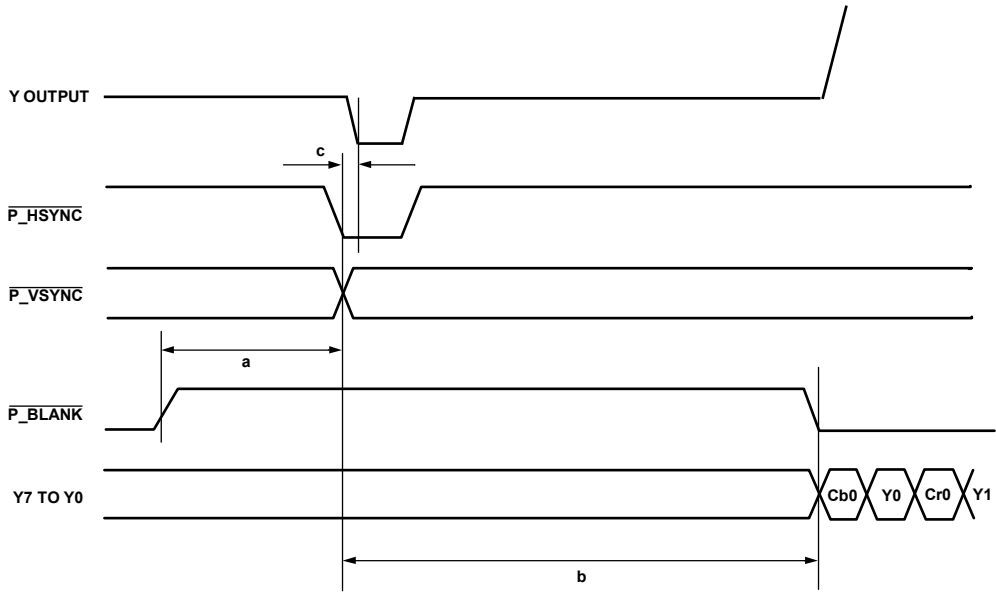 Y OUTPUT
c
P_HSYNC
P_VSYNC
a
P_BLANK
Y7 TO Y0
Cb0 Y0 Cr0 Y1
b